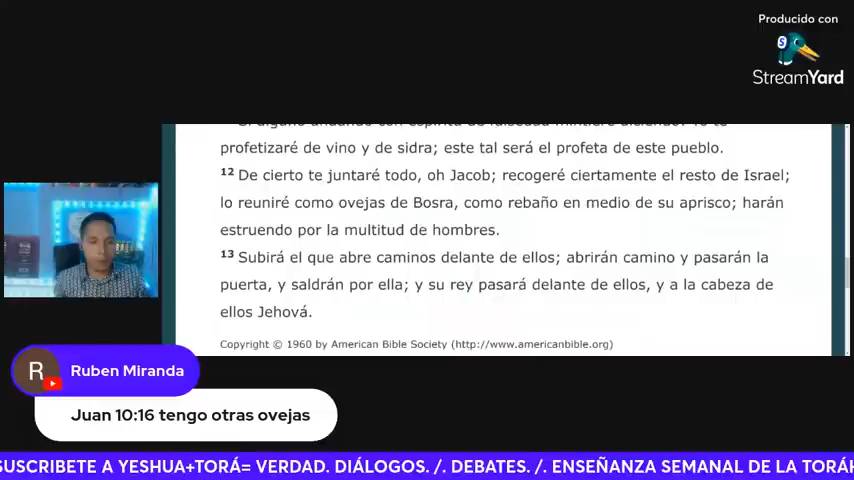 Producido con
StreamYard
profetizaré de vino y de sidra; este tal será el profeta de este pueblo.
12 De cierto te juntaré todo, oh Jacob; recogeré ciertamente el resto de Israel;
lo reuniré como ovejas de Bosra, como rebaño en medio de su aprisco; harán
estruendo por la multitud de hombres.
13 Subirá el que abre caminos delante de ellos; abrirán camino y pasarán la
puerta, y saldrán por ella; y su rey pasará delante de ellos, y a la cabeza de
ellos Jehová.
Copyright © 1960 by American Bible Society (http://www.americanbible.org)
R
Ruben Miranda
Juan 10:16 tengo otras ovejas
SUSCRIBETE A YESHUA+TORÁ= VERDAD. DIÁLOGOS. /. DEBATES. /. ENSEÑANZA SEMANAL DE LA TORÁH